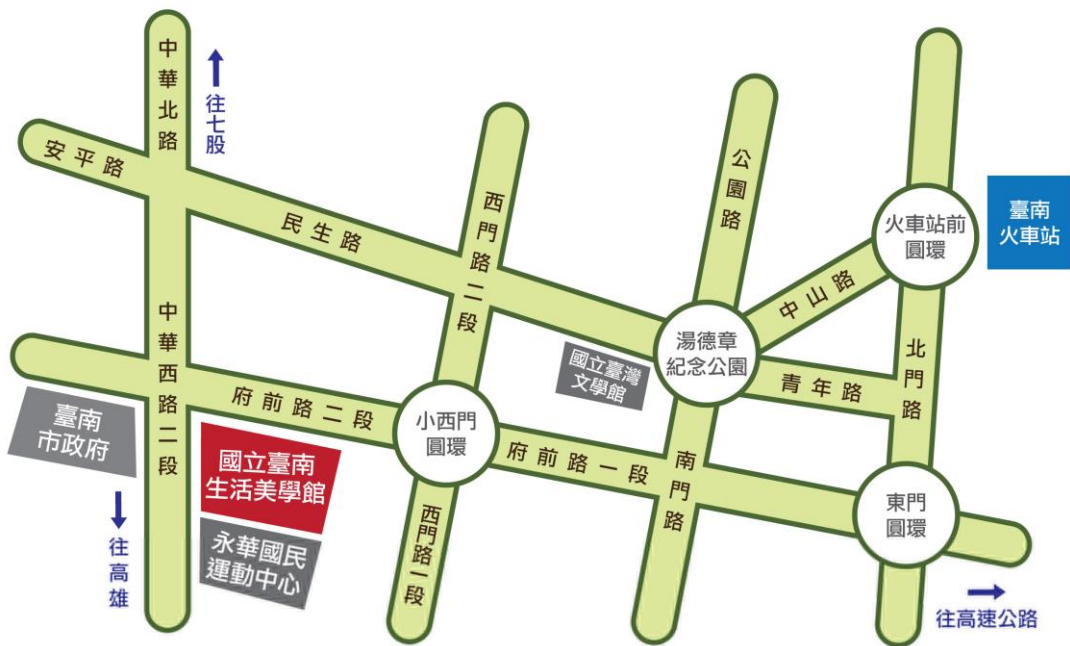 中華北路
往七股
安平路
民生路
西門路二段
公園路
火車站前
圓環
臺南
火車站
中山路
中華西路二段
湯德章
紀念公園
國立臺灣
文學館
青年路
北門路
臺南
市政府
府前路二段
小西門
圓環
府前路一段
南門路
國立臺南
生活美學館
東門
圓環
永華國民
運動中心
西門路一段
往高雄
往高速公路